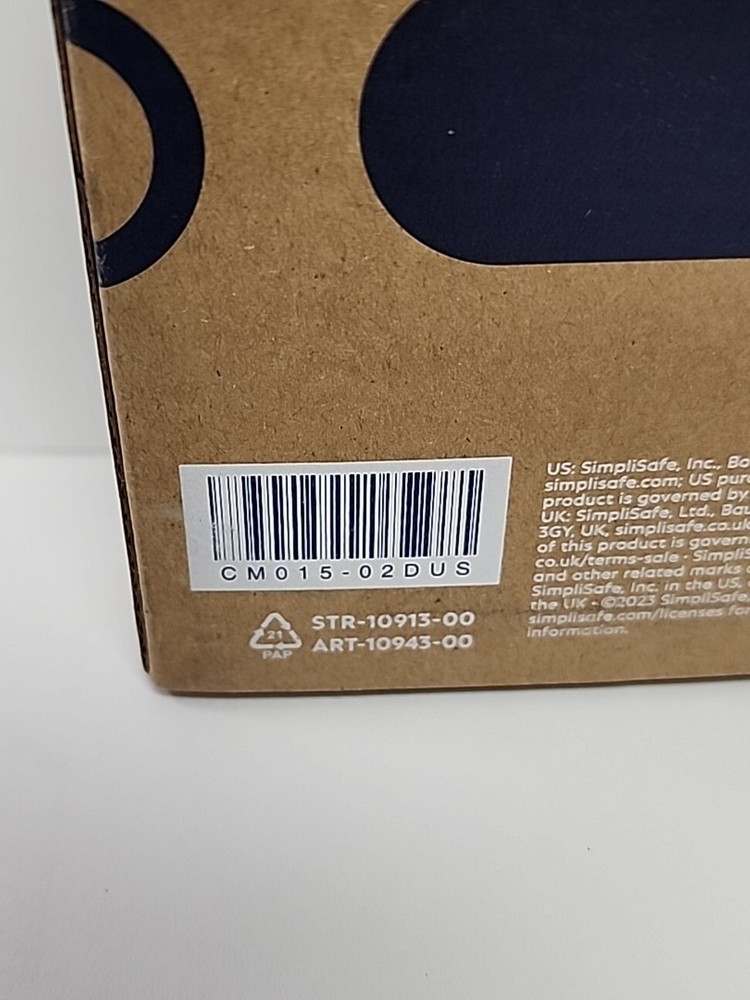 CM015-02DUS
21
PAP
STR-10913-00
ART-10943-00
US: SimpliSafe, Inc., Bo
simplisafe.com; US pur
product is governed by
UK: SimpliSafe, Ltd., Bau
3GY, UK, simplisafe.co.uk
of this product is govern
co.uk/terms-sale · Simplis
and other related marks
SimpliSafe, Inc. in the US,
the UK · ©2023 SimpliSafe,
simplisafe.com/licenses for
information.